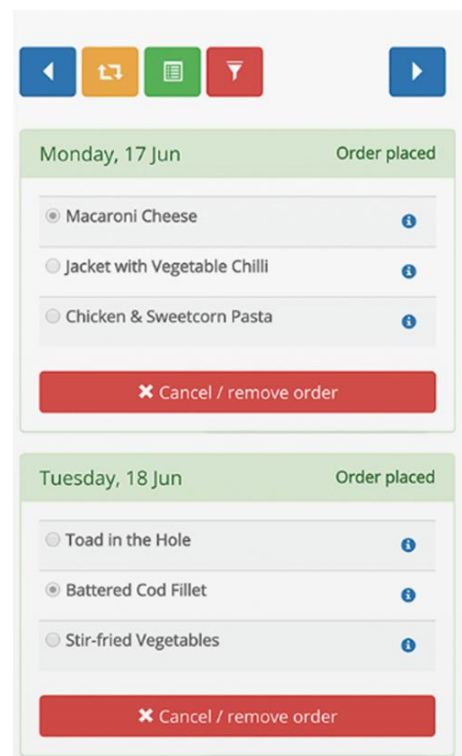 Monday, 17 Jun Order placed
Macaroni Cheese
Jacket with Vegetable Chilli
Chicken & Sweetcorn Pasta
Cancel / remove order
Tuesday, 18 Jun Order placed
Toad in the Hole
Battered Cod Fillet
Stir-fried Vegetables
Cancel / remove order